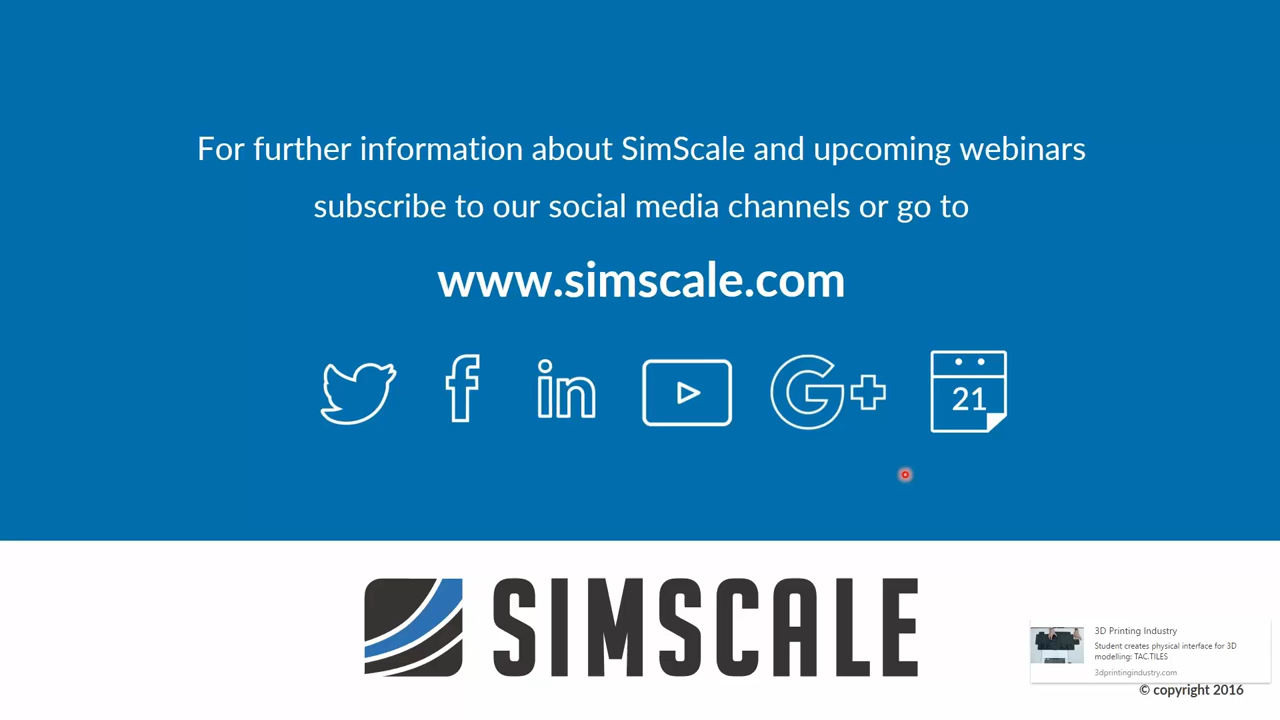 For further information about SimScale and upcoming webinars
subscribe to our social media channels or go to
www.simscale.com
f in G+ 21
SIMSCALE
3D Printing Industry
Student creates physical interface for 3D
modelling: TAC.TILES
3dprintingindustry.com
© copyright 2016